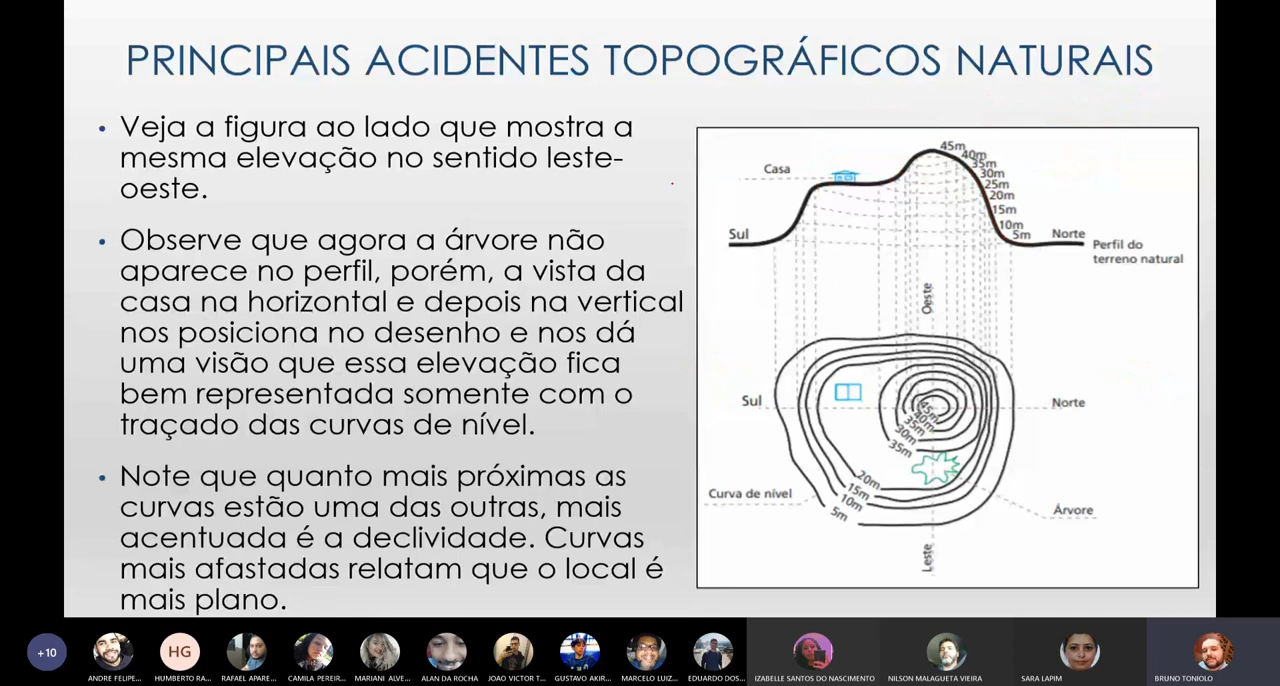 PRINCIPAIS ACIDENTES TOPOGRÁFICOS NATURAIS
• Veja a figura ao lado que mostra a
mesma elevação no sentido leste-
oeste.
• Observe que agora a árvore não
aparece no perfil, porém, a vista da
casa na horizontal e depois na vertical
nos posiciona no desenho e nos dá
uma visão que essa elevação fica
bem representada somente com o
traçado das curvas de nível.
• Note que quanto mais próximas as
curvas estão uma das outras, mais
acentuada é a declividade. Curvas
mais afastadas relatam que o local é
mais plano.
45m
40m
35m
30m
25m
20m
15m
10m
5m
Casa
Sul
Norte
Perfil do
terreno natural
Oeste
Sul
Norte
45m
40m
35m
30m
35m
20m
15m
10m
5m
Curva de nível
Árvore
Leste
+10
ANDRE FELIPE...
HG
HUMBERTO RA...
RAFAEL APARE...
CAMILA PEREIR...
MARIANI ALVE...
ALAN DA ROCHA
JOAO VICTOR T...
GUSTAVO AKIR...
MARCELO LUIZ...
EDUARDO DOS...
IZABELLE SANTOS DO NASCIMENTO
NILSON MALAGUETA VIEIRA
SARA LAPIM
BRUNO TONIOLO